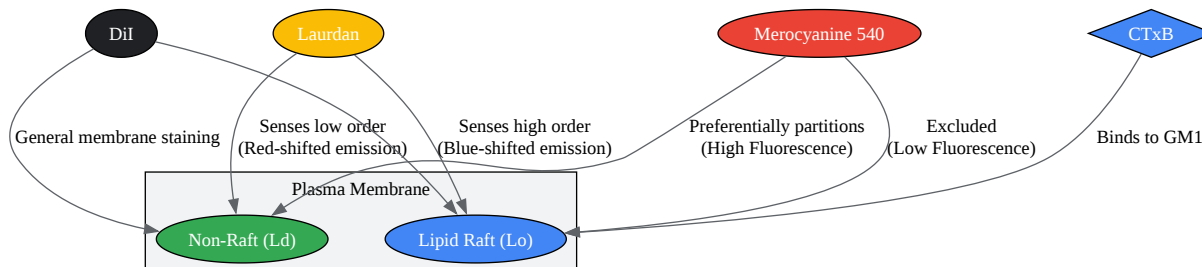 DiI
Laurdan
Merocyanine 540
CTxB
General membrane staining
Senses low order
(Red-shifted emission)
Senses high order
(Blue-shifted emission)
Preferentially partitions
(High Fluorescence)
Excluded
(Low Fluorescence)
Binds to GM1
Plasma Membrane
Non-Raft (Ld)
Lipid Raft (Lo)